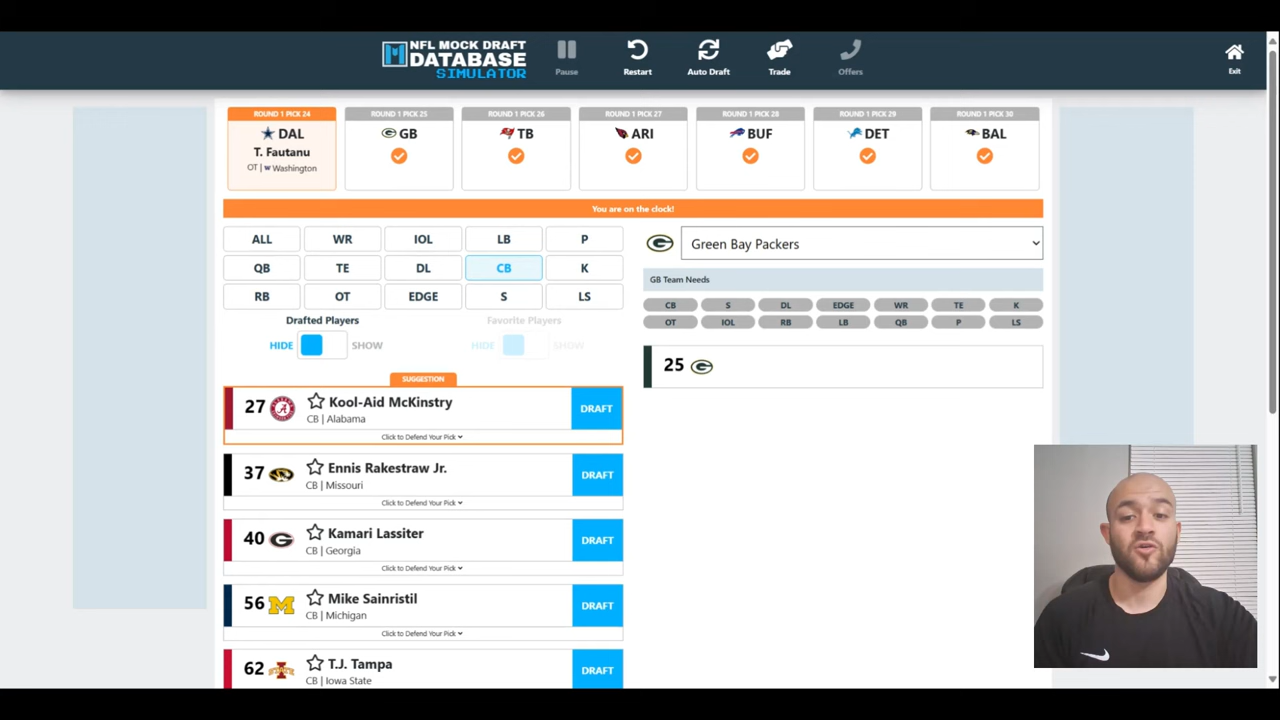 NFL MOCK DRAFT
DATABASE
SIMULATOR
Pause
Restart
Auto Draft
Trade
Offers
Exit
ROUND 1 PICK 24
DAL
T. Fautanu
OT | W Washington
ROUND 1 PICK 25
GB
ROUND 1 PICK 26
TB
ROUND 1 PICK 27
ARI
ROUND 1 PICK 28
BUF
ROUND 1 PICK 29
DET
ROUND 1 PICK 30
BAL
You are on the clock!
ALL WR IOL LB P
QB TE DL CB K
RB OT EDGE S LS
Drafted Players
HIDE SHOW
Favorite Players
HIDE SHOW
Green Bay Packers
GB Team Needs
CB S DL EDGE WR TE K
OT IOL RB LB QB P LS
25
SUGGESTION
27 Kool-Aid McKinstry
CB | Alabama
DRAFT
Click to Defend Your Pick
37 Ennis Rakestraw Jr.
CB | Missouri
DRAFT
Click to Defend Your Pick
40 Kamari Lassiter
CB | Georgia
DRAFT
Click to Defend Your Pick
56 Mike Sainristil
CB | Michigan
DRAFT
Click to Defend Your Pick
62 T.J. Tampa
CB | Iowa State
DRAFT